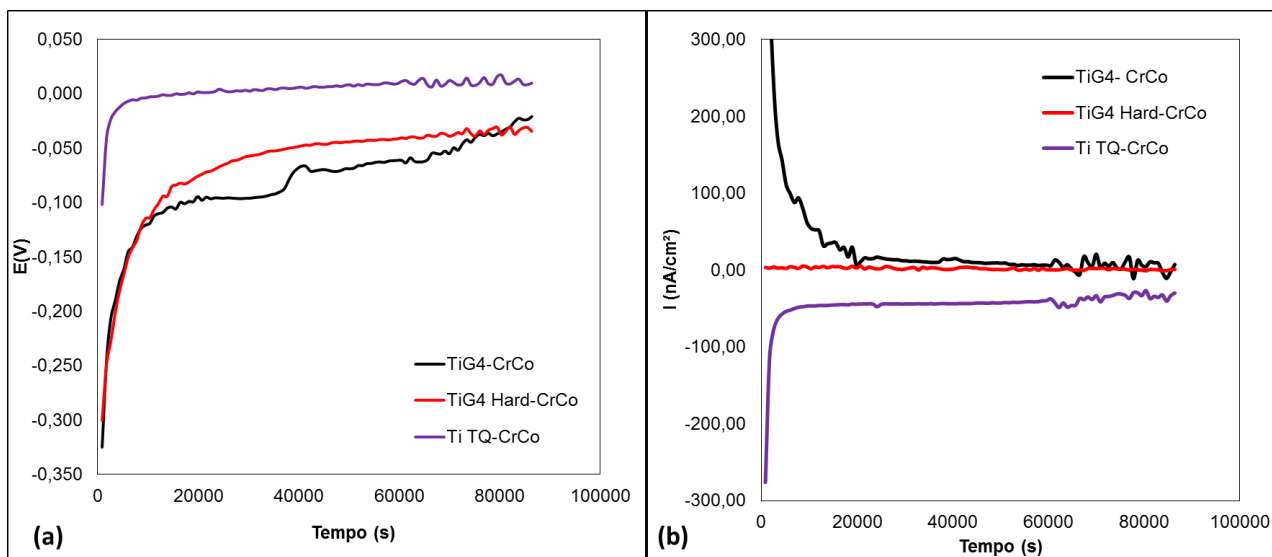 0,050
0,000
-0,050
-0,100
-0,150
-0,200
-0,250
-0,300
-0,350
E(V)
TiG4-CrCo
TiG4 Hard-CrCo
Ti TQ-CrCo
0
20000
40000
60000
80000
100000
Tempo (s)
(a)
300,00
200,00
100,00
0,00
-100,00
-200,00
-300,00
I (nA/cm²)
TiG4- CrCo
TiG4 Hard-CrCo
Ti TQ-CrCo
0
20000
40000
60000
80000
100000
Tempo (s)
(b)